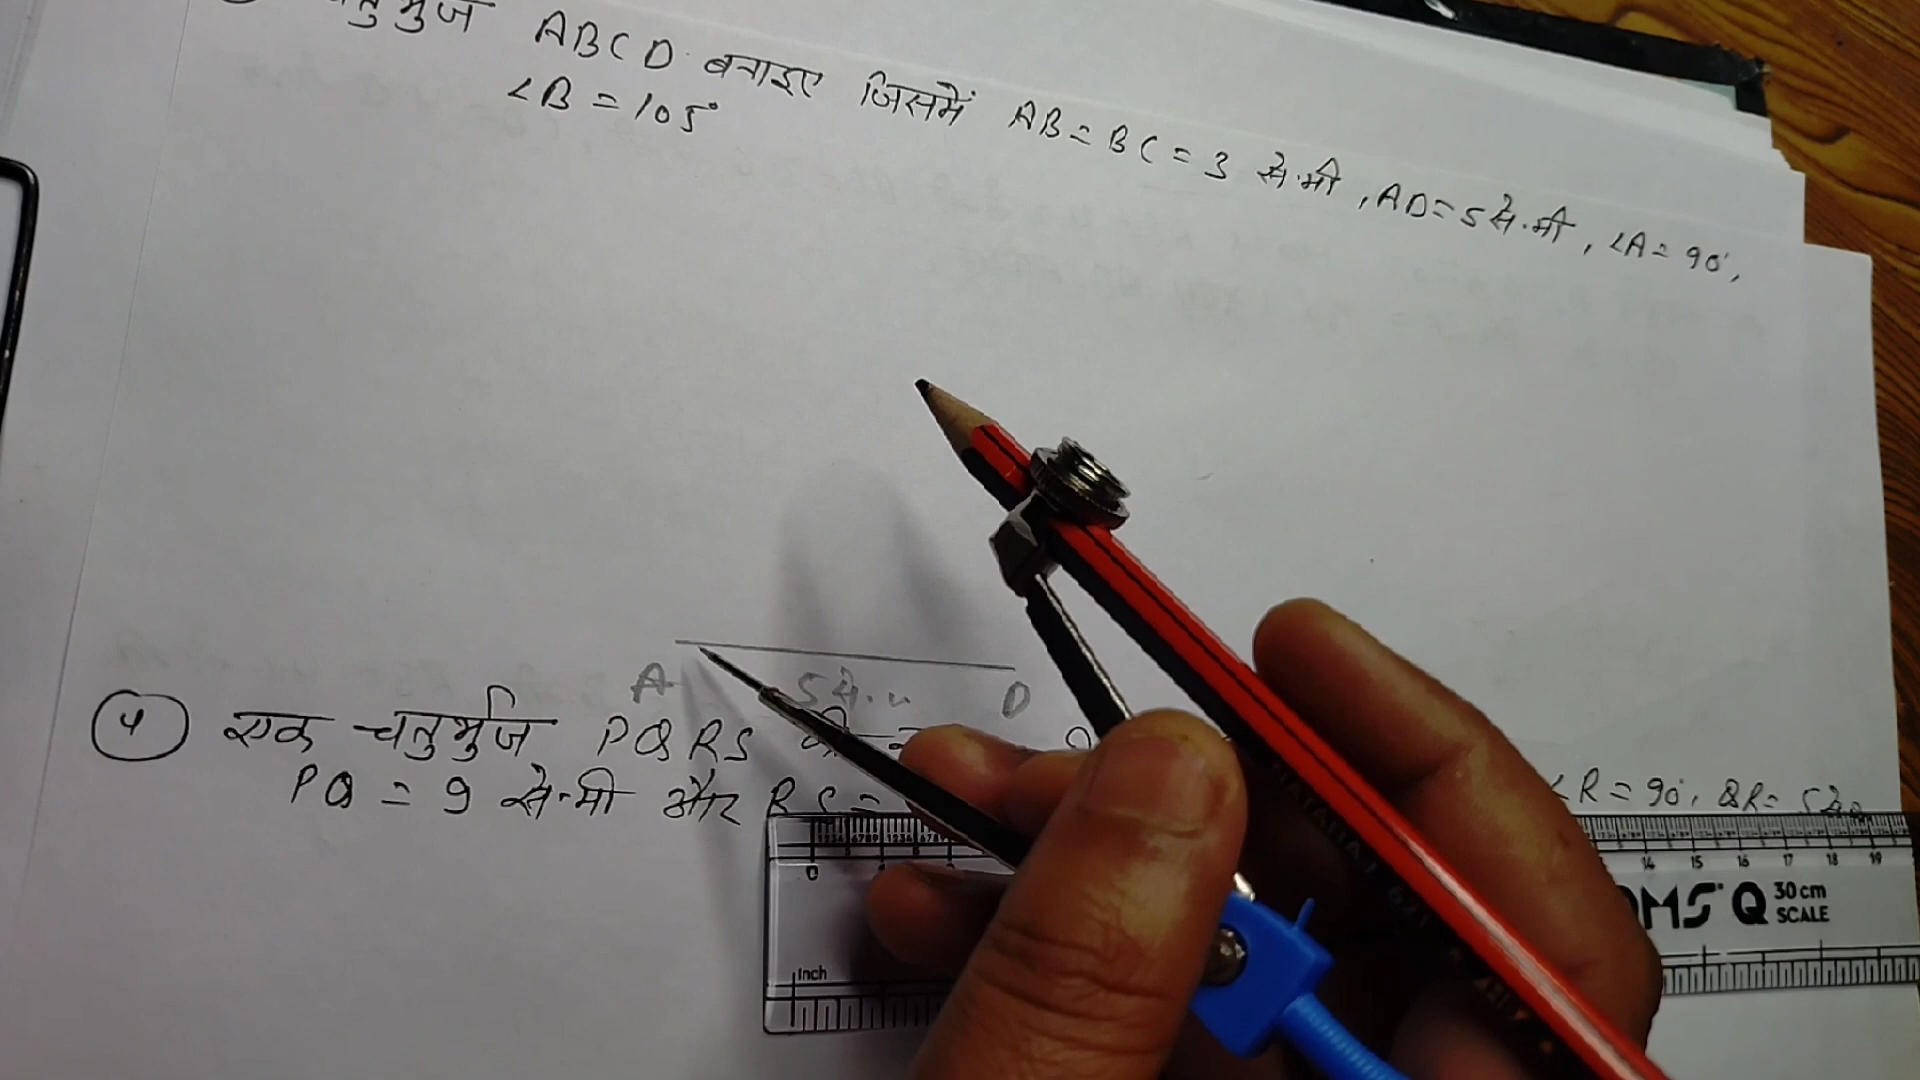 चतुर्भुज ABCD बनाइए जिसमें AB = BC = 3 से.मी, AD = 5 से.मी, ∠A = 90°,
∠B = 105°
A 5 से.मी D
4 एक चतुर्भुज PQRS की ∠R = 90°, QR = 5 से.मी
PQ = 9 से.मी और RS =
0 14 15 16 17 18 19
OMS Q 30 cm SCALE
Inch